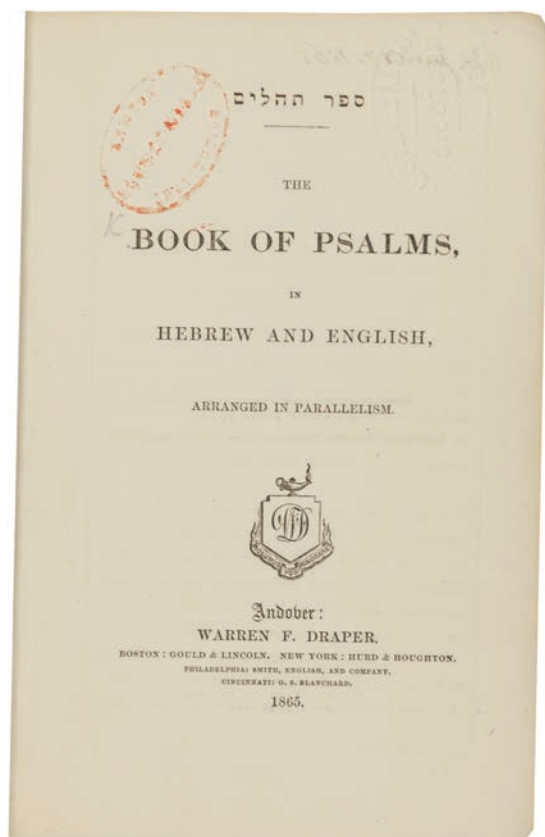 ספר תהלים
THE
BOOK OF PSALMS,
IN
HEBREW AND ENGLISH,
ARRANGED IN PARALLELISM.
Andover:
WARREN F. DRAPER.
BOSTON: GOULD & LINCOLN. NEW YORK: HURD & HOUGHTON.
PHILADELPHIA: SMITH, ENGLISH, AND COMPANY.
CINCINNATI: G. S. BLANCHARD.
1865.